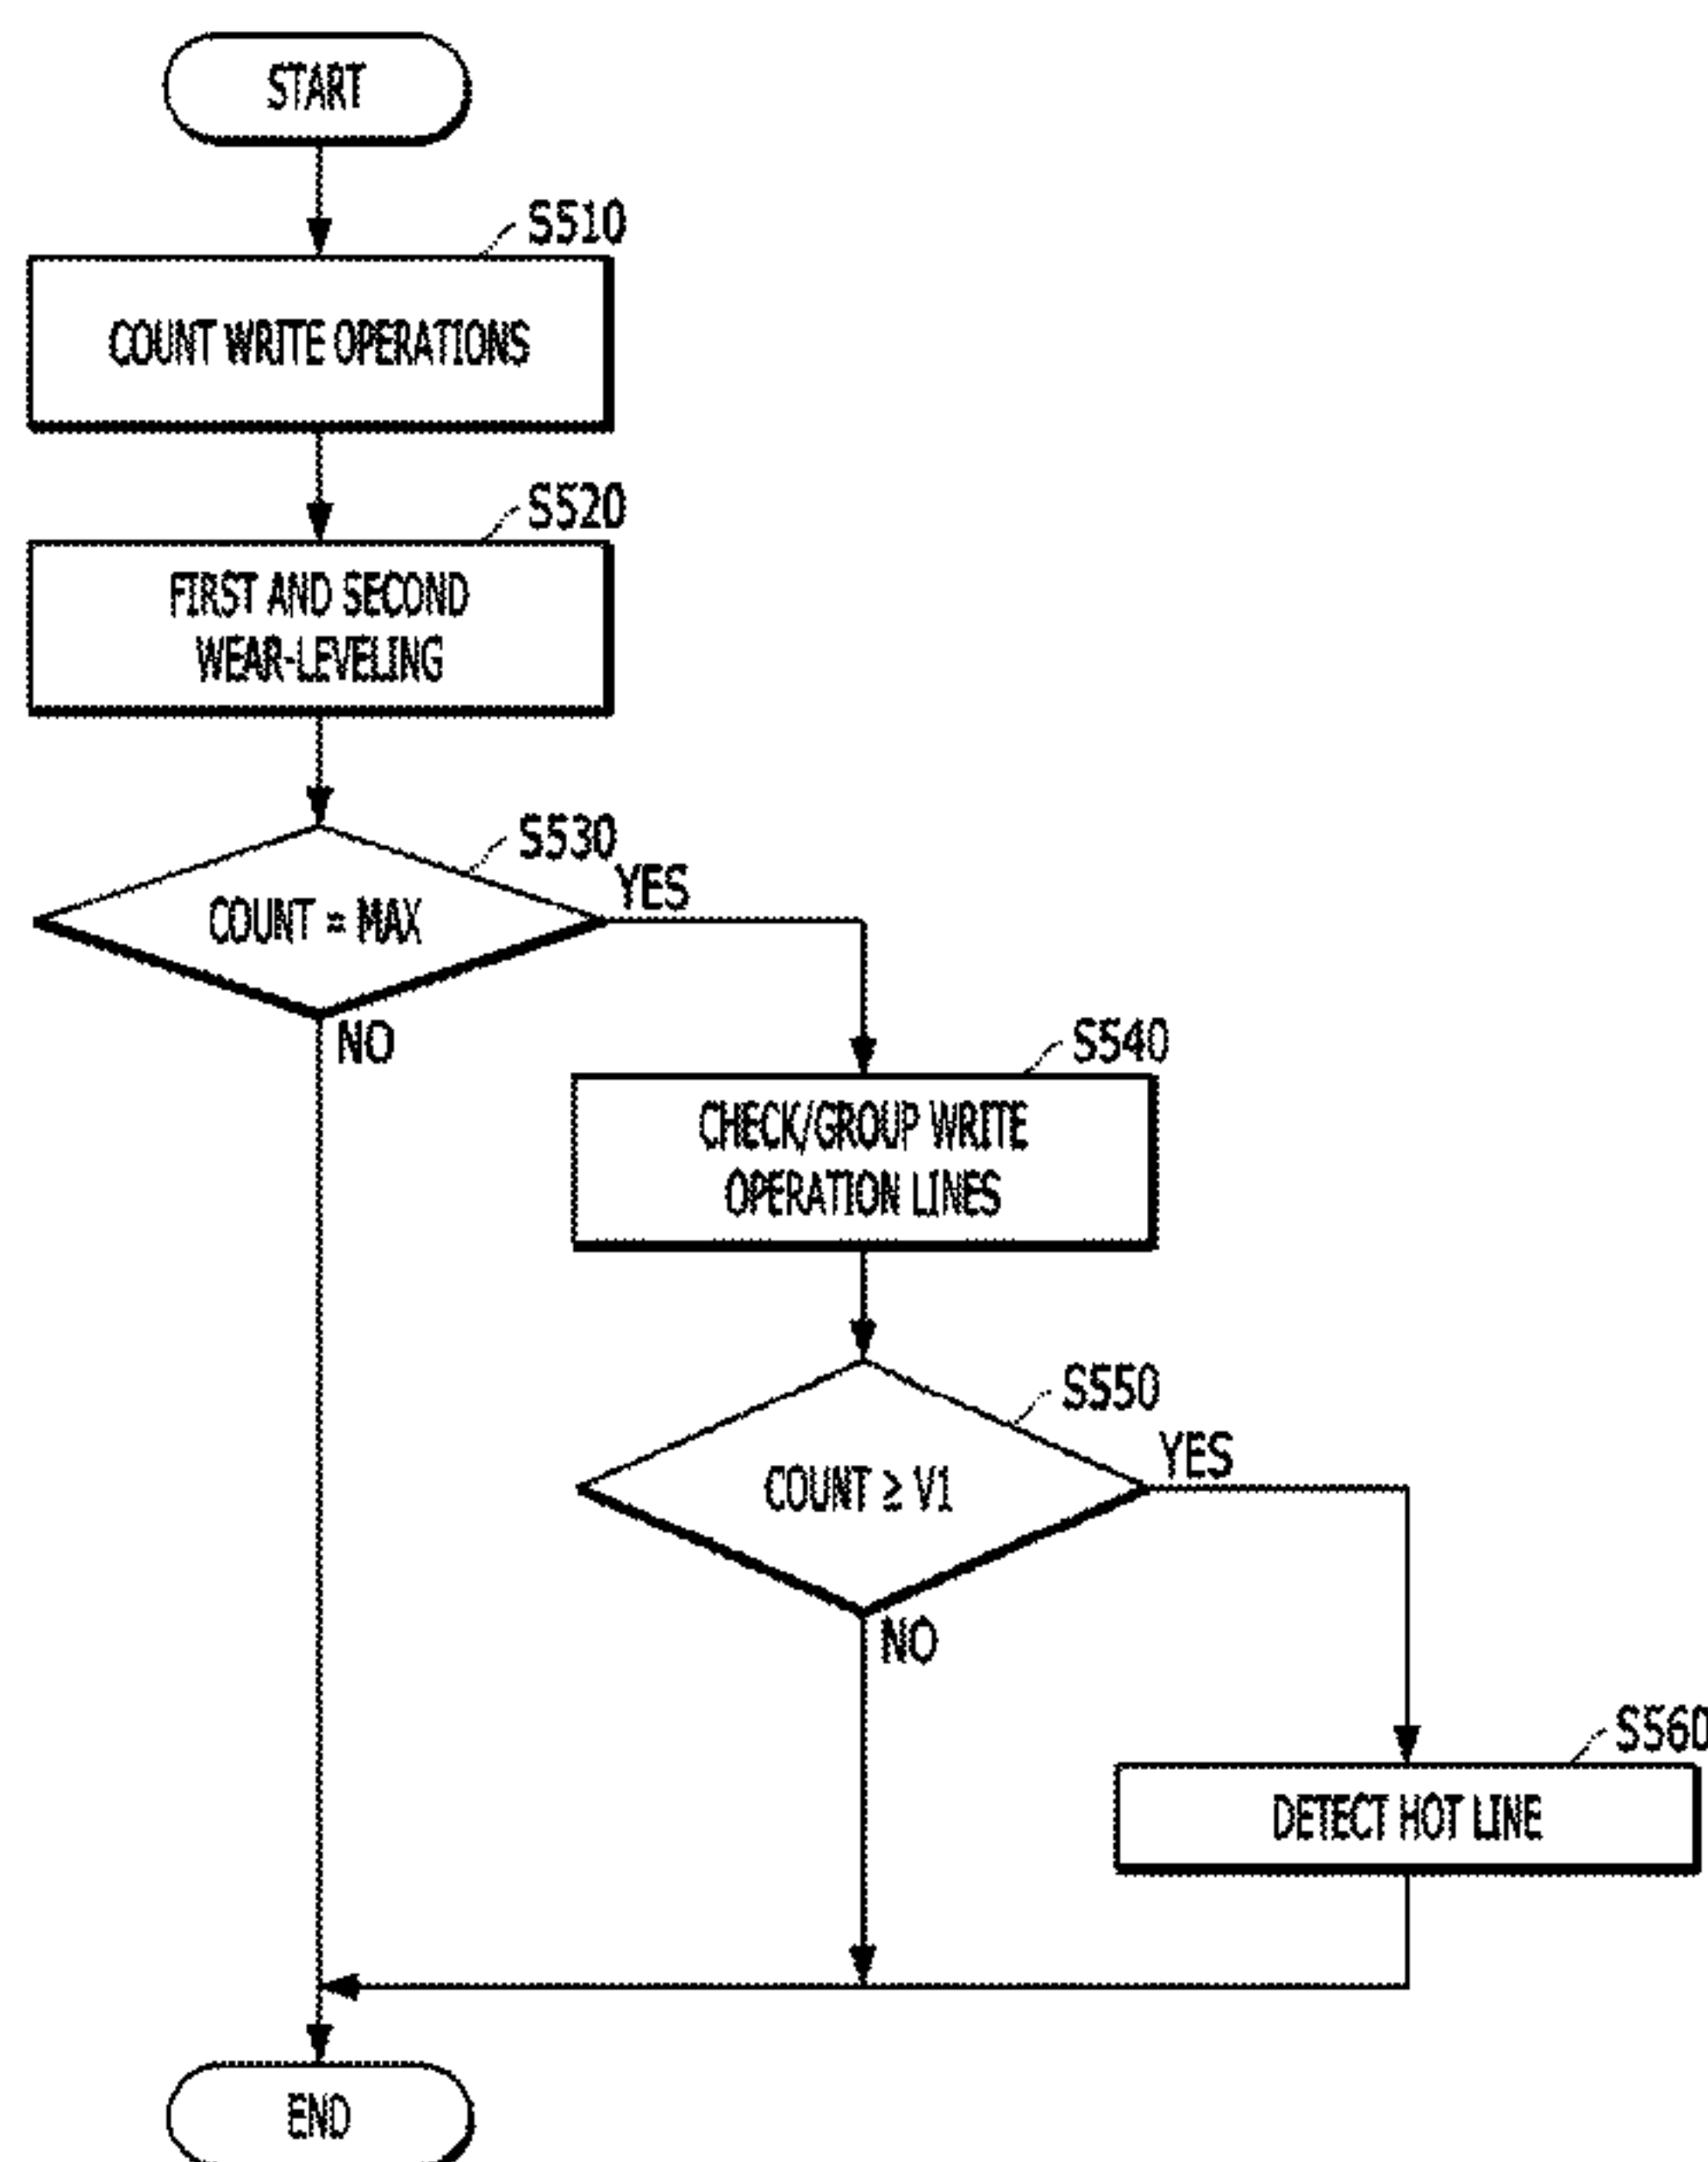 START
S510
COUNT WRITE OPERATIONS
S520
FIRST AND SECOND
WEAR-LEVELING
S530
COUNT = MAX
YES
NO
S540
CHECK/GROUP WRITE
OPERATION LINES
S550
COUNT ≥ V1
YES
NO
S560
DETECT HOT LINE
END